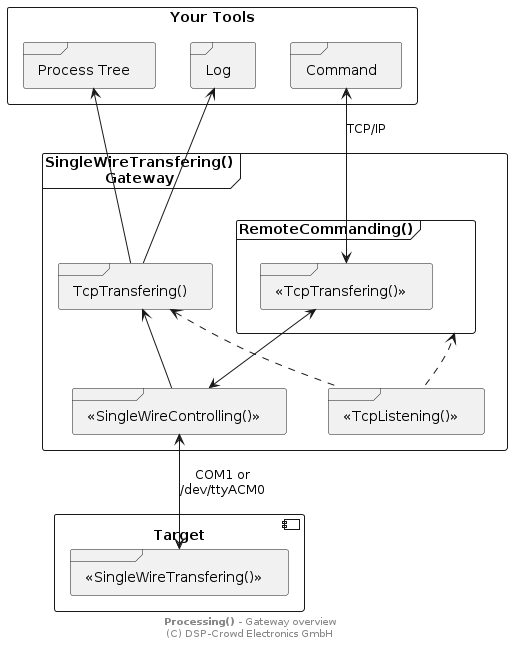 Your Tools
Process Tree
Log
Command
TCP/IP
SingleWireTransfering()
Gateway
RemoteCommanding()
TcpTransfering()
«TcpTransfering()»
«SingleWireControlling()»
«TcpListening()»
COM1 or
/dev/ttyACM0
Target
«SingleWireTransfering()»
Processing() - Gateway overview
(C) DSP-Crowd Electronics GmbH